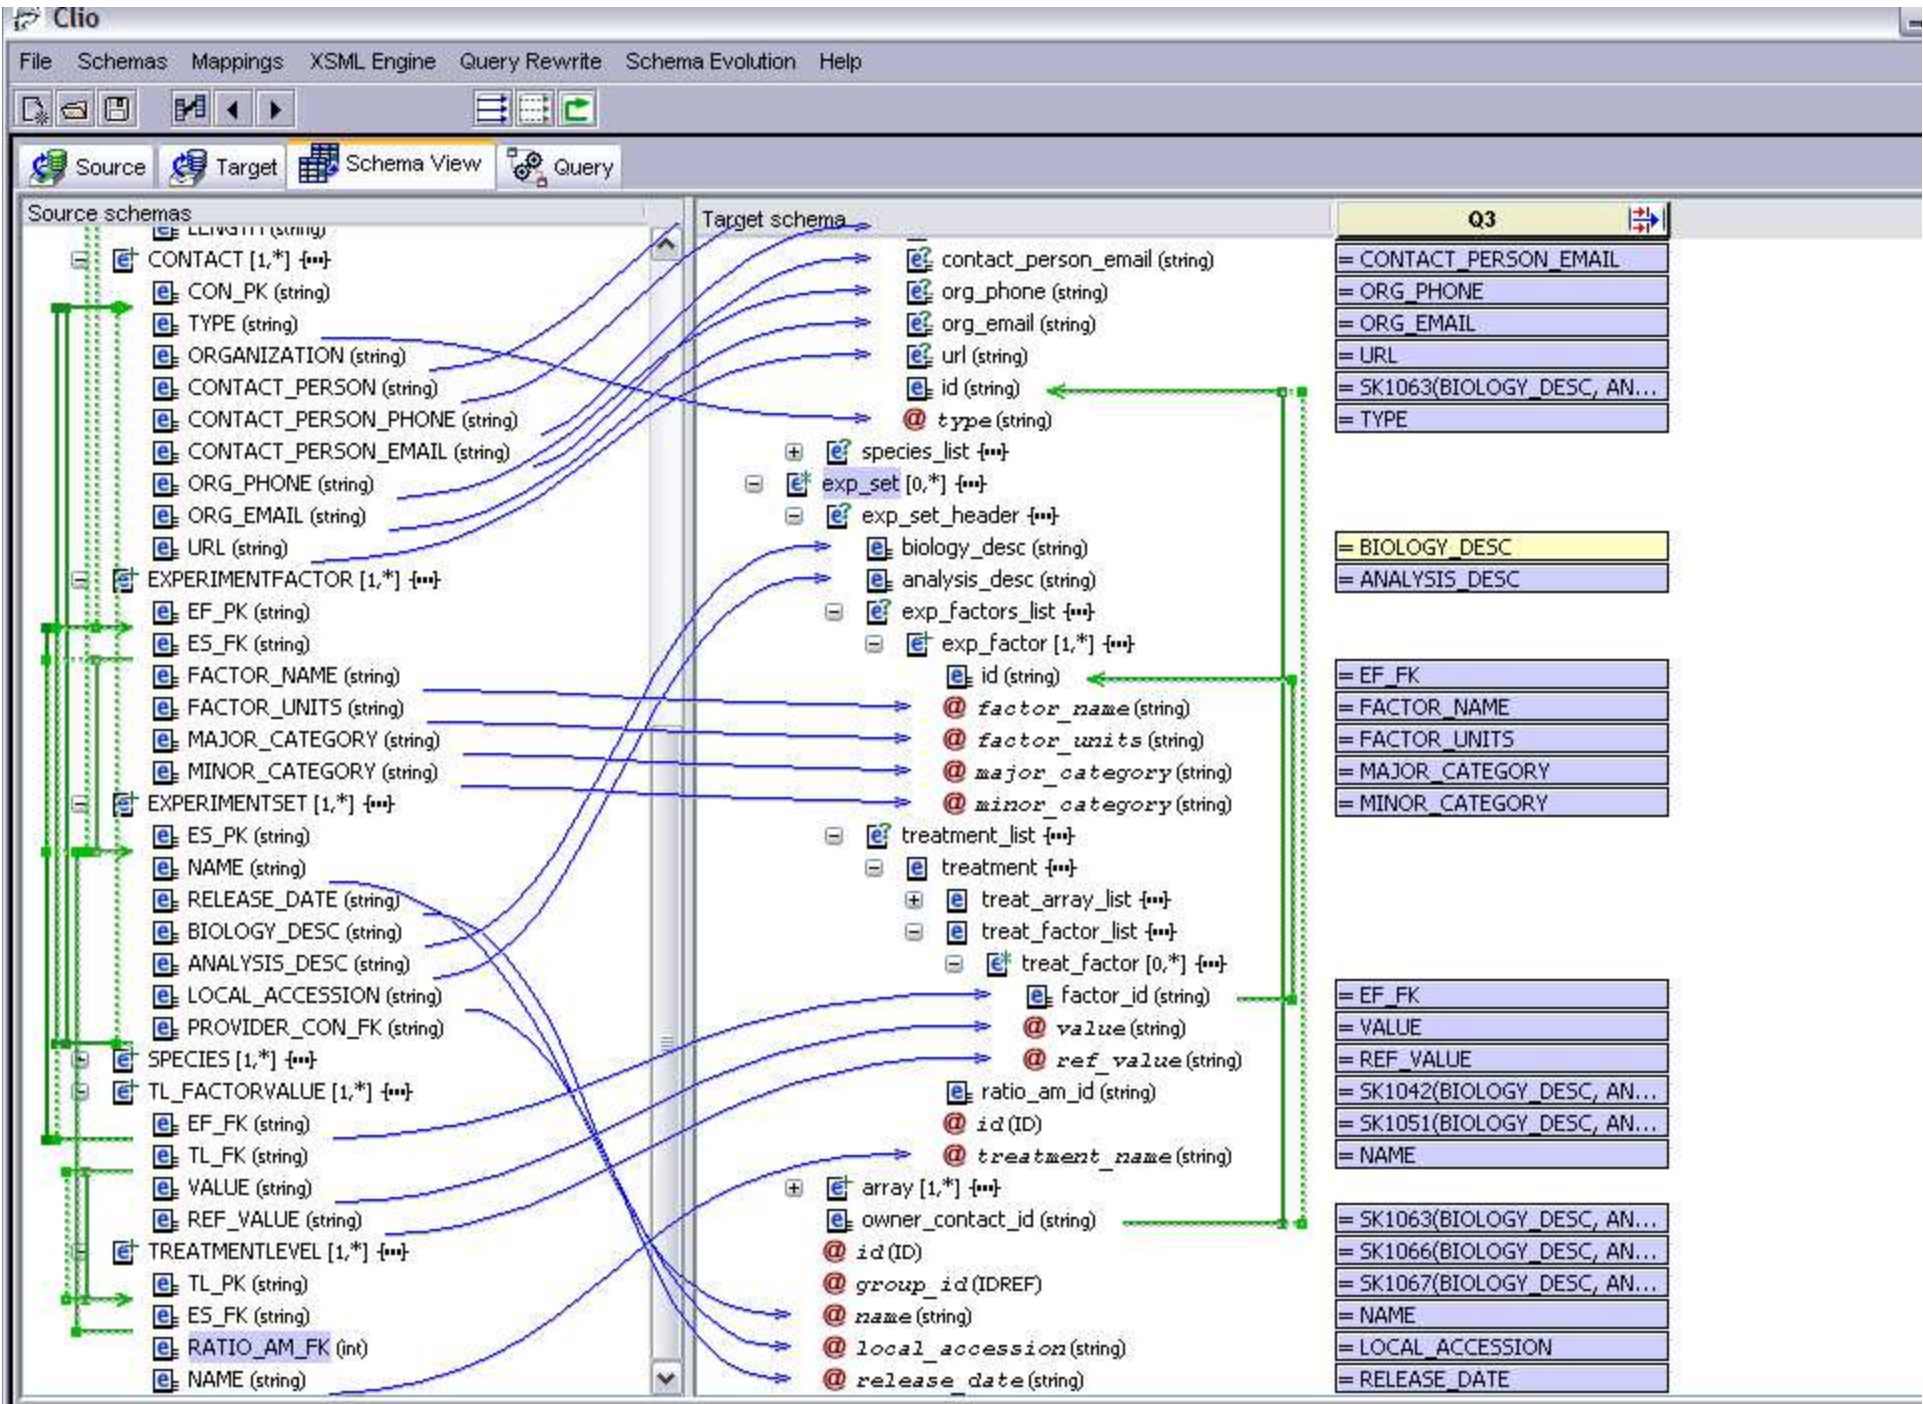 Clio
File Schemas Mappings XSML Engine Query Rewrite Schema Evolution Help
Source Target Schema View Query
Source schemas
LENGTH (string)
CONTACT [1,*] {...}
CON_PK (string)
TYPE (string)
ORGANIZATION (string)
CONTACT_PERSON (string)
CONTACT_PERSON_PHONE (string)
CONTACT_PERSON_EMAIL (string)
ORG_PHONE (string)
ORG_EMAIL (string)
URL (string)
EXPERIMENTFACTOR [1,*] {...}
EF_PK (string)
ES_FK (string)
FACTOR_NAME (string)
FACTOR_UNITS (string)
MAJOR_CATEGORY (string)
MINOR_CATEGORY (string)
EXPERIMENTSET [1,*] {...}
ES_PK (string)
NAME (string)
RELEASE_DATE (string)
BIOLOGY_DESC (string)
ANALYSIS_DESC (string)
LOCAL_ACCESSION (string)
PROVIDER_CON_FK (string)
SPECIES [1,*] {...}
TL_FACTORVALUE [1,*] {...}
EF_FK (string)
TL_FK (string)
VALUE (string)
REF_VALUE (string)
TREATMENTLEVEL [1,*] {...}
TL_PK (string)
ES_FK (string)
RATIO_AM_FK (int)
NAME (string)
Target schema
contact_person_email (string)
org_phone (string)
org_email (string)
url (string)
id (string)
@ type (string)
species_list {...}
exp_set [0,*] {...}
exp_set_header {...}
biology_desc (string)
analysis_desc (string)
exp_factors_list {...}
exp_factor [1,*] {...}
id (string)
@ factor_name (string)
@ factor_units (string)
@ major_category (string)
@ minor_category (string)
treatment_list {...}
treatment {...}
treat_array_list {...}
treat_factor_list {...}
treat_factor [0,*] {...}
factor_id (string)
@ value (string)
@ ref_value (string)
ratio_am_id (string)
@ id (ID)
@ treatment_name (string)
array [1,*] {...}
owner_contact_id (string)
@ id (ID)
@ group_id (IDREF)
@ name (string)
@ local_accession (string)
@ release_date (string)
Q3
= CONTACT_PERSON_EMAIL
= ORG_PHONE
= ORG_EMAIL
= URL
= SK1063(BIOLOGY_DESC, AN...
= TYPE
= BIOLOGY_DESC
= ANALYSIS_DESC
= EF_FK
= FACTOR_NAME
= FACTOR_UNITS
= MAJOR_CATEGORY
= MINOR_CATEGORY
= EF_FK
= VALUE
= REF_VALUE
= SK1042(BIOLOGY_DESC, AN...
= SK1051(BIOLOGY_DESC, AN...
= NAME
= SK1063(BIOLOGY_DESC, AN...
= SK1066(BIOLOGY_DESC, AN...
= SK1067(BIOLOGY_DESC, AN...
= NAME
= LOCAL_ACCESSION
= RELEASE_DATE